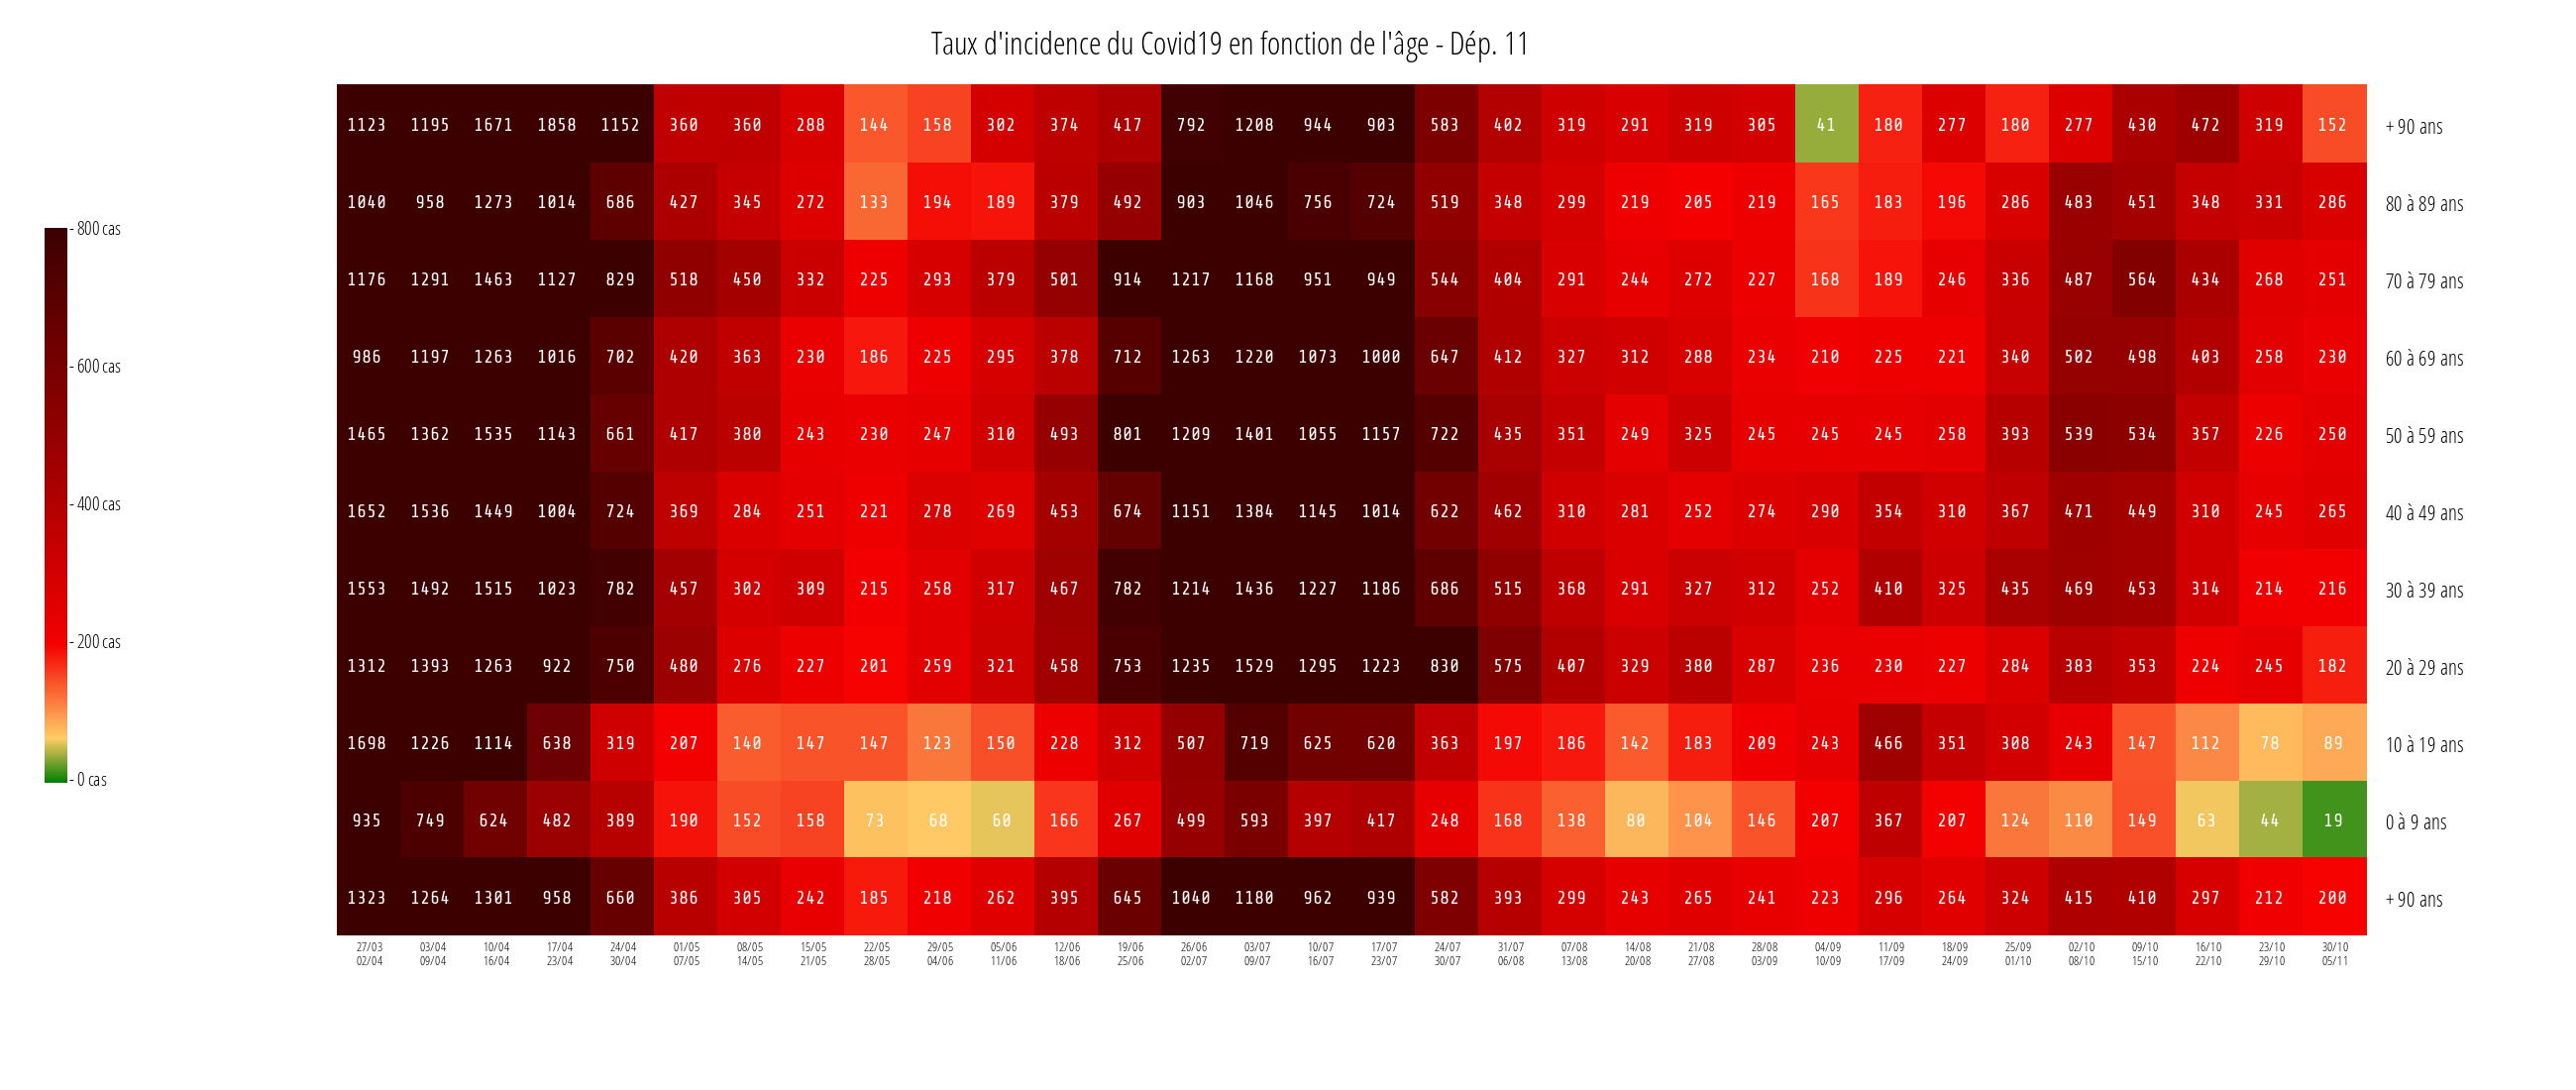 Taux d'incidence du Covid19 en fonction de l'âge - Dép. 11
1123 1195 1671 1858 1152 360 360 288 144 158 302 374 417 792 1208 944 903 583 402 319 291 319 305 41 180 277 180 277 430 472 319 152 + 90 ans
1040 958 1273 1014 686 427 345 272 133 194 189 379 492 903 1046 756 724 519 348 299 219 205 219 165 183 196 286 483 451 348 331 286 80 à 89 ans
- 800 cas
1176 1291 1463 1127 829 518 450 332 225 293 379 501 914 1217 1168 951 949 544 404 291 244 272 227 168 189 246 336 487 564 434 268 251 70 à 79 ans
986 1197 1263 1016 702 420 363 230 186 225 295 378 712 1263 1220 1073 1000 647 412 327 312 288 234 210 225 221 340 502 498 403 258 230 60 à 69 ans
- 600 cas
1465 1362 1535 1143 661 417 380 243 230 247 310 493 801 1209 1401 1055 1157 722 435 351 249 325 245 245 245 258 393 539 534 357 226 250 50 à 59 ans
- 400 cas
1652 1536 1449 1004 724 369 284 251 221 278 269 453 674 1151 1384 1145 1014 622 462 310 281 252 274 290 354 310 367 471 449 310 245 265 40 à 49 ans
1553 1492 1515 1023 782 457 302 309 215 258 317 467 782 1214 1436 1227 1186 686 515 368 291 327 312 252 410 325 435 469 453 314 214 216 30 à 39 ans
- 200 cas
1312 1393 1263 922 750 480 276 227 201 259 321 458 753 1235 1529 1295 1223 830 575 407 329 380 287 236 230 227 284 383 353 224 245 182 20 à 29 ans
1698 1226 1114 638 319 207 140 147 147 123 150 228 312 507 719 625 620 363 197 186 142 183 209 243 466 351 308 243 147 112 78 89 10 à 19 ans
- 0 cas
935 749 624 482 389 190 152 158 73 68 60 166 267 499 593 397 417 248 168 138 80 104 146 207 367 207 124 110 149 63 44 19 0 à 9 ans
1323 1264 1301 958 660 386 305 242 185 218 262 395 645 1040 1180 962 939 582 393 299 243 265 241 223 296 264 324 415 410 297 212 200 + 90 ans
27/03 03/04 10/04 17/04 24/04 01/05 08/05 15/05 22/05 29/05 05/06 12/06 19/06 26/06 03/07 10/07 17/07 24/07 31/07 07/08 14/08 21/08 28/08 04/09 11/09 18/09 25/09 02/10 09/10 16/10 23/10 30/10
02/04 09/04 16/04 23/04 30/04 07/05 14/05 21/05 28/05 04/06 11/06 18/06 25/06 02/07 09/07 16/07 23/07 30/07 06/08 13/08 20/08 27/08 03/09 10/09 17/09 24/09 01/10 08/10 15/10 22/10 29/10 05/11